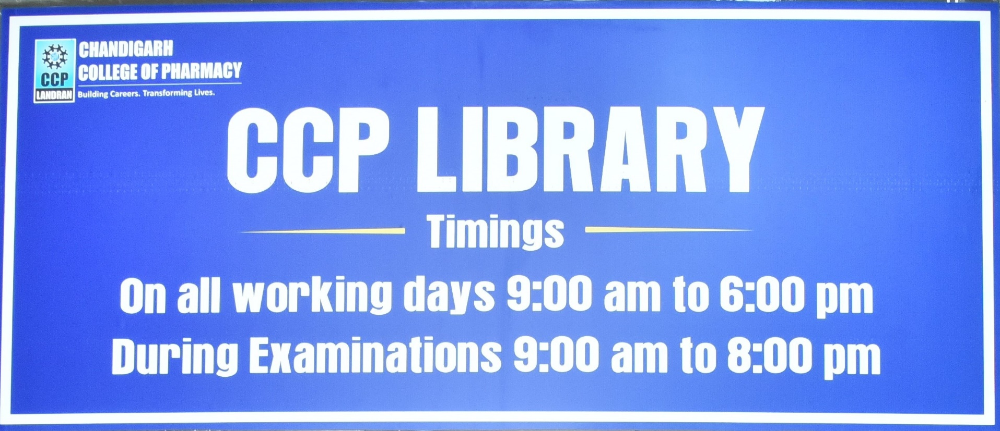 CHANDIGARH
COLLEGE OF PHARMACY
CCP
LANDRAN
Building Careers. Transforming Lives.
CCP LIBRARY
Timings
On all working days 9:00 am to 6:00 pm
During Examinations 9:00 am to 8:00 pm